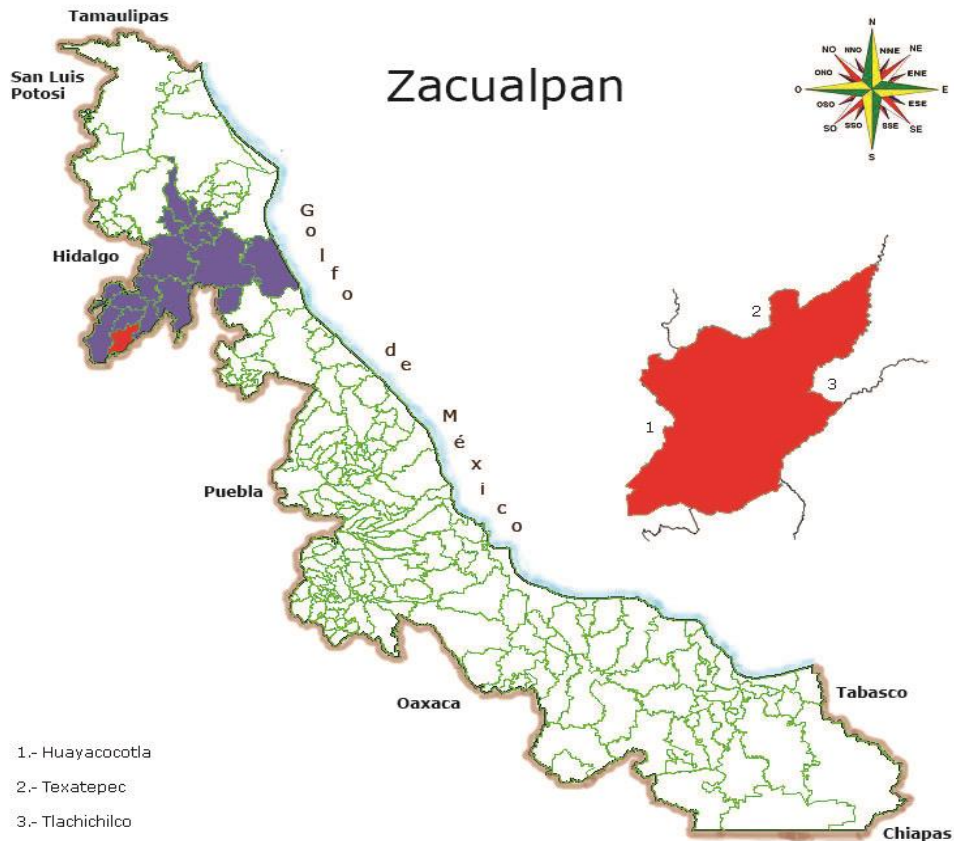 Tamaulipas
San Luis
Potosi
Zacualpan
N
NNO NNE
NO NE
ONO ENE
O E
OSO ESE
SO SSO SSE SE
S
Hidalgo
Golfo de México
2
3
1
Puebla
Oaxaca
Tabasco
1.- Huayacocotla
2.- Texatepec
3.- Tlachichilco
Chiapas